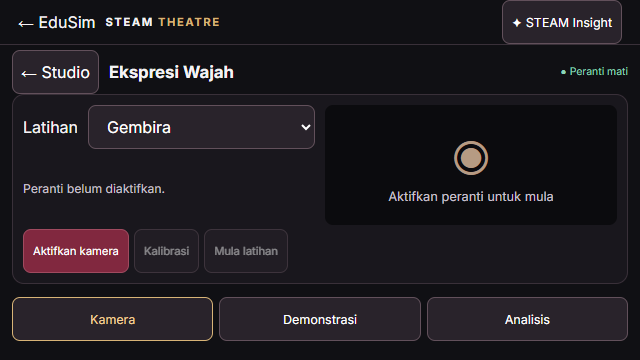 ← EduSim STEAM THEATRE
✦ STEAM Insight
← Studio Ekspresi Wajah
● Peranti mati
Latihan Gembira
Peranti belum diaktifkan.
Aktifkan peranti untuk mula
Aktifkan kamera Kalibrasi Mula latihan
Kamera Demonstrasi Analisis